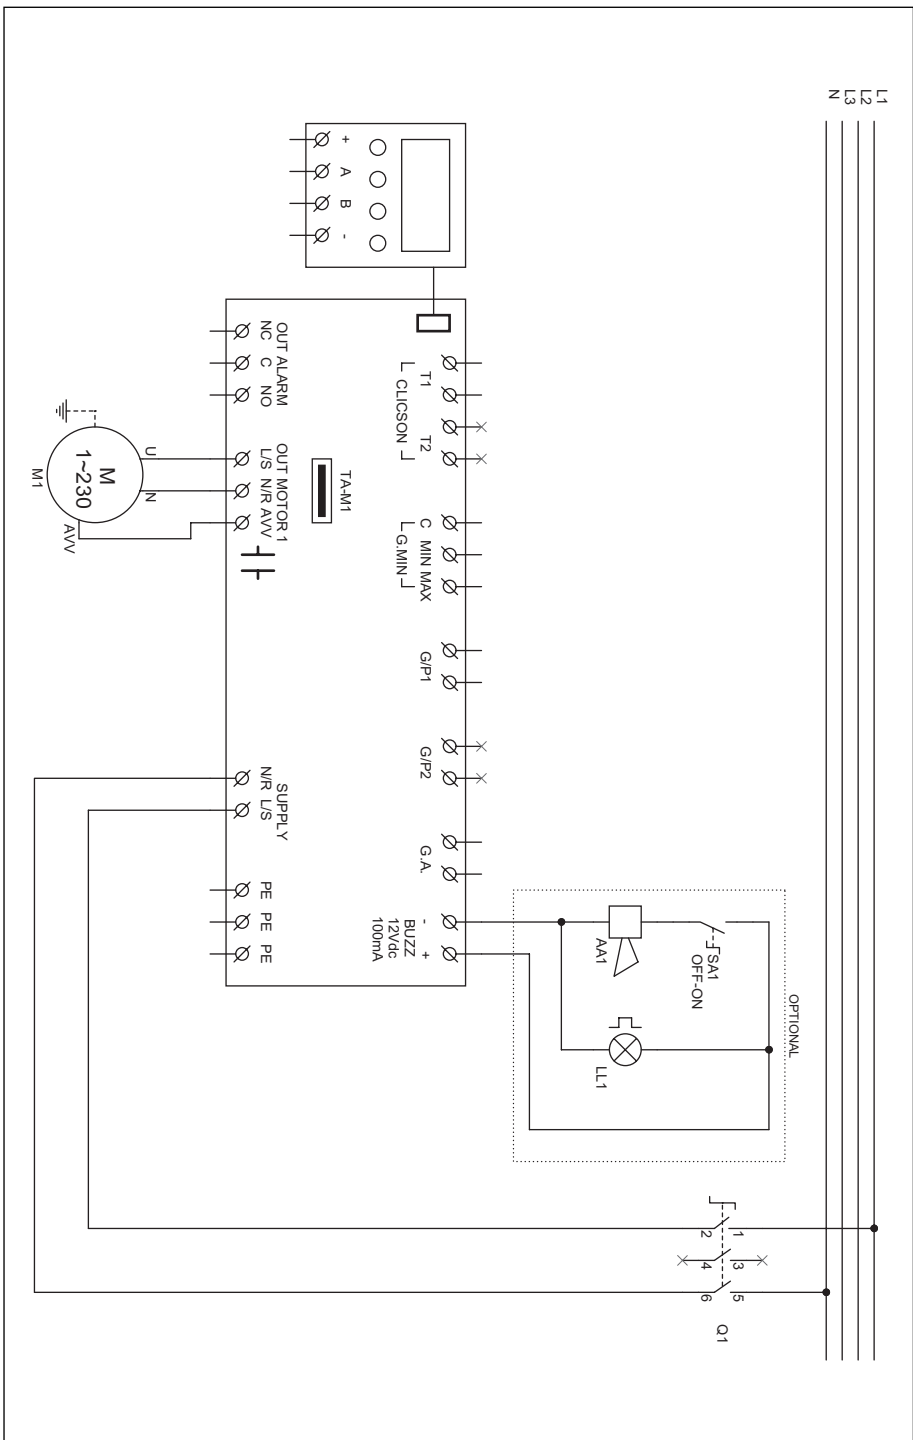 L1
L2
L3
N
+ A B -
T1 T2
CLICSON
C MIN MAX
G.MIN
G/P1
G/P2
G.A.
- +
BUZZ
12Vdc
100mA
TA-M1
OUT ALARM
NC C NO
OUT MOTOR 1
L/S N/R AVV
SUPPLY
N/R L/S
PE PE PE
U N
M
1~230
M1
AVV
OPTIONAL
SA1
OFF-ON
AA1
LL1
1 3 5
2 4 6
Q1